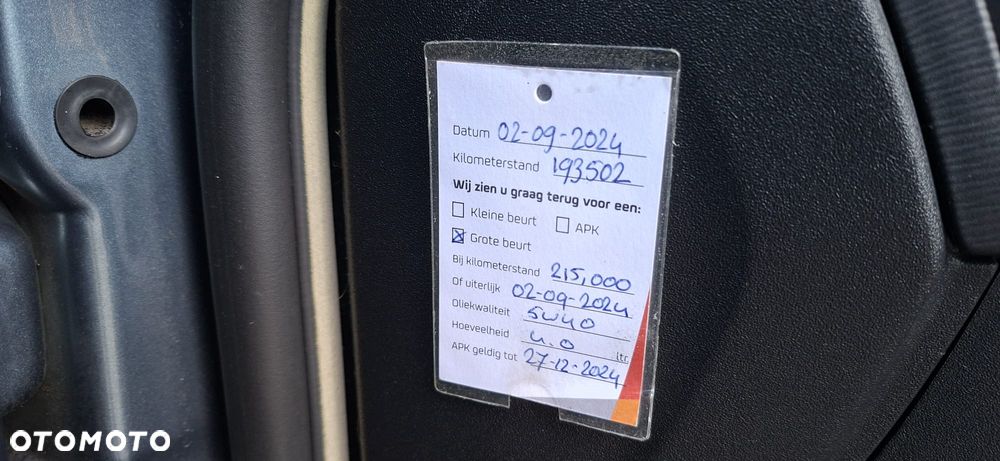 Datum 02-09-2024
Kilometerstand 193502
Wij zien u graag terug voor een:
Kleine beurt APK
Grote beurt
Bij kilometerstand 215,000
Of uiterlijk 02-09-2024
Oliekwaliteit 5w40
Hoeveelheid 4.0 ltr.
APK geldig tot 27-12-2024
OTOMOTO